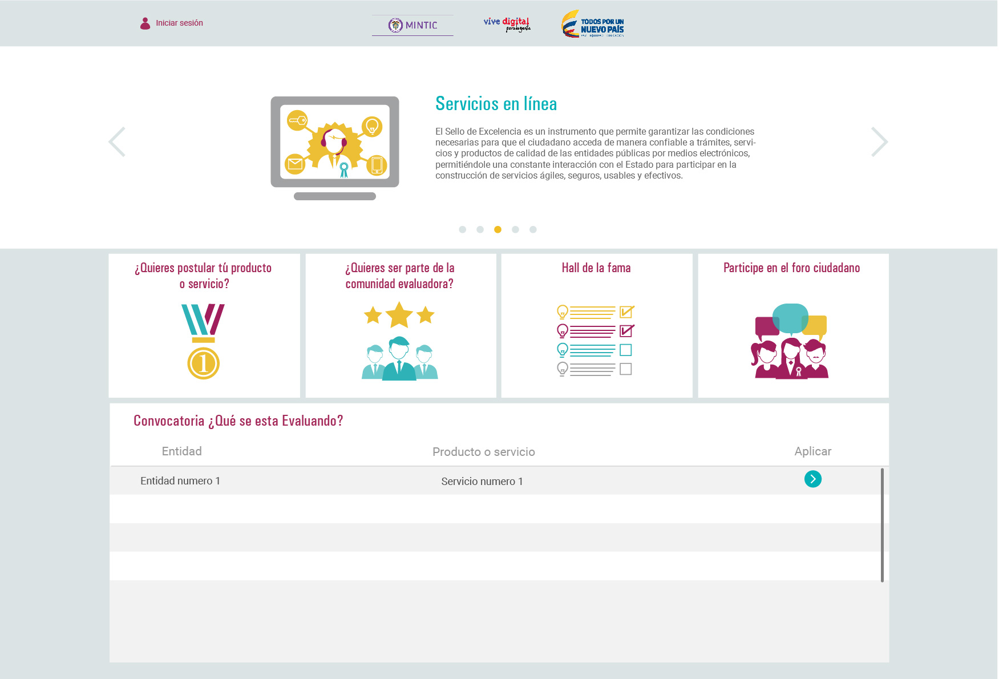 Iniciar sesión
MINTIC
vive digital
para la gente
TODOS POR UN
NUEVO PAÍS
PAZ EQUIDAD EDUCACIÓN
Servicios en línea
El Sello de Excelencia es un instrumento que permite garantizar las condiciones
necesarias para que el ciudadano acceda de manera confiable a trámites, servi-
cios y productos de calidad de las entidades públicas por medios electrónicos,
permitiéndole una constante interacción con el Estado para participar en la
construcción de servicios ágiles, seguros, usables y efectivos.
¿Quieres postular tú producto
o servicio?
1
¿Quieres ser parte de la
comunidad evaluadora?
Hall de la fama
Participe en el foro ciudadano
Convocatoria ¿Qué se esta Evaluando?
Entidad
Producto o servicio
Aplicar
Entidad numero 1
Servicio numero 1